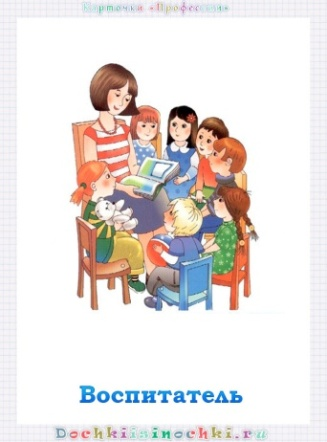 Карточка «Профессии»
Воспитатель
Dochkiisinochki.ru